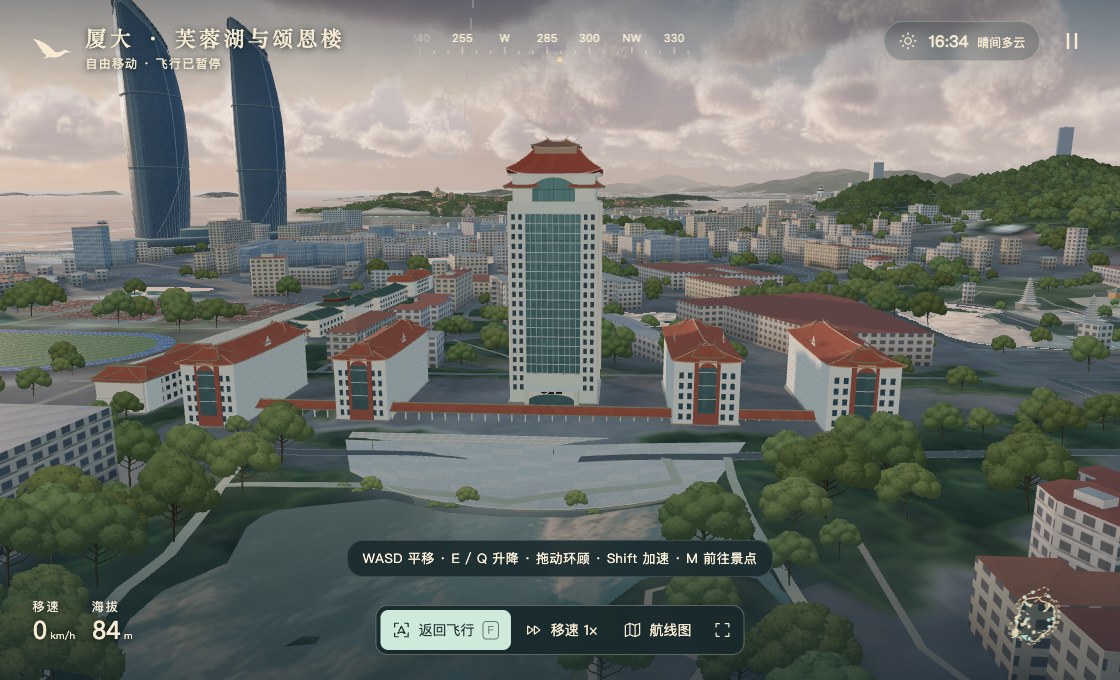 厦大 · 芙蓉湖与颂恩楼
自由移动 · 飞行已暂停
240 255 W 285 300 NW 330
16:34 晴间多云
WASD 平移 · E / Q 升降 · 拖动环顾 · Shift 加速 · M 前往景点
移速 海拔
0 km/h 84 m
返回飞行 F 移速 1x 航线图